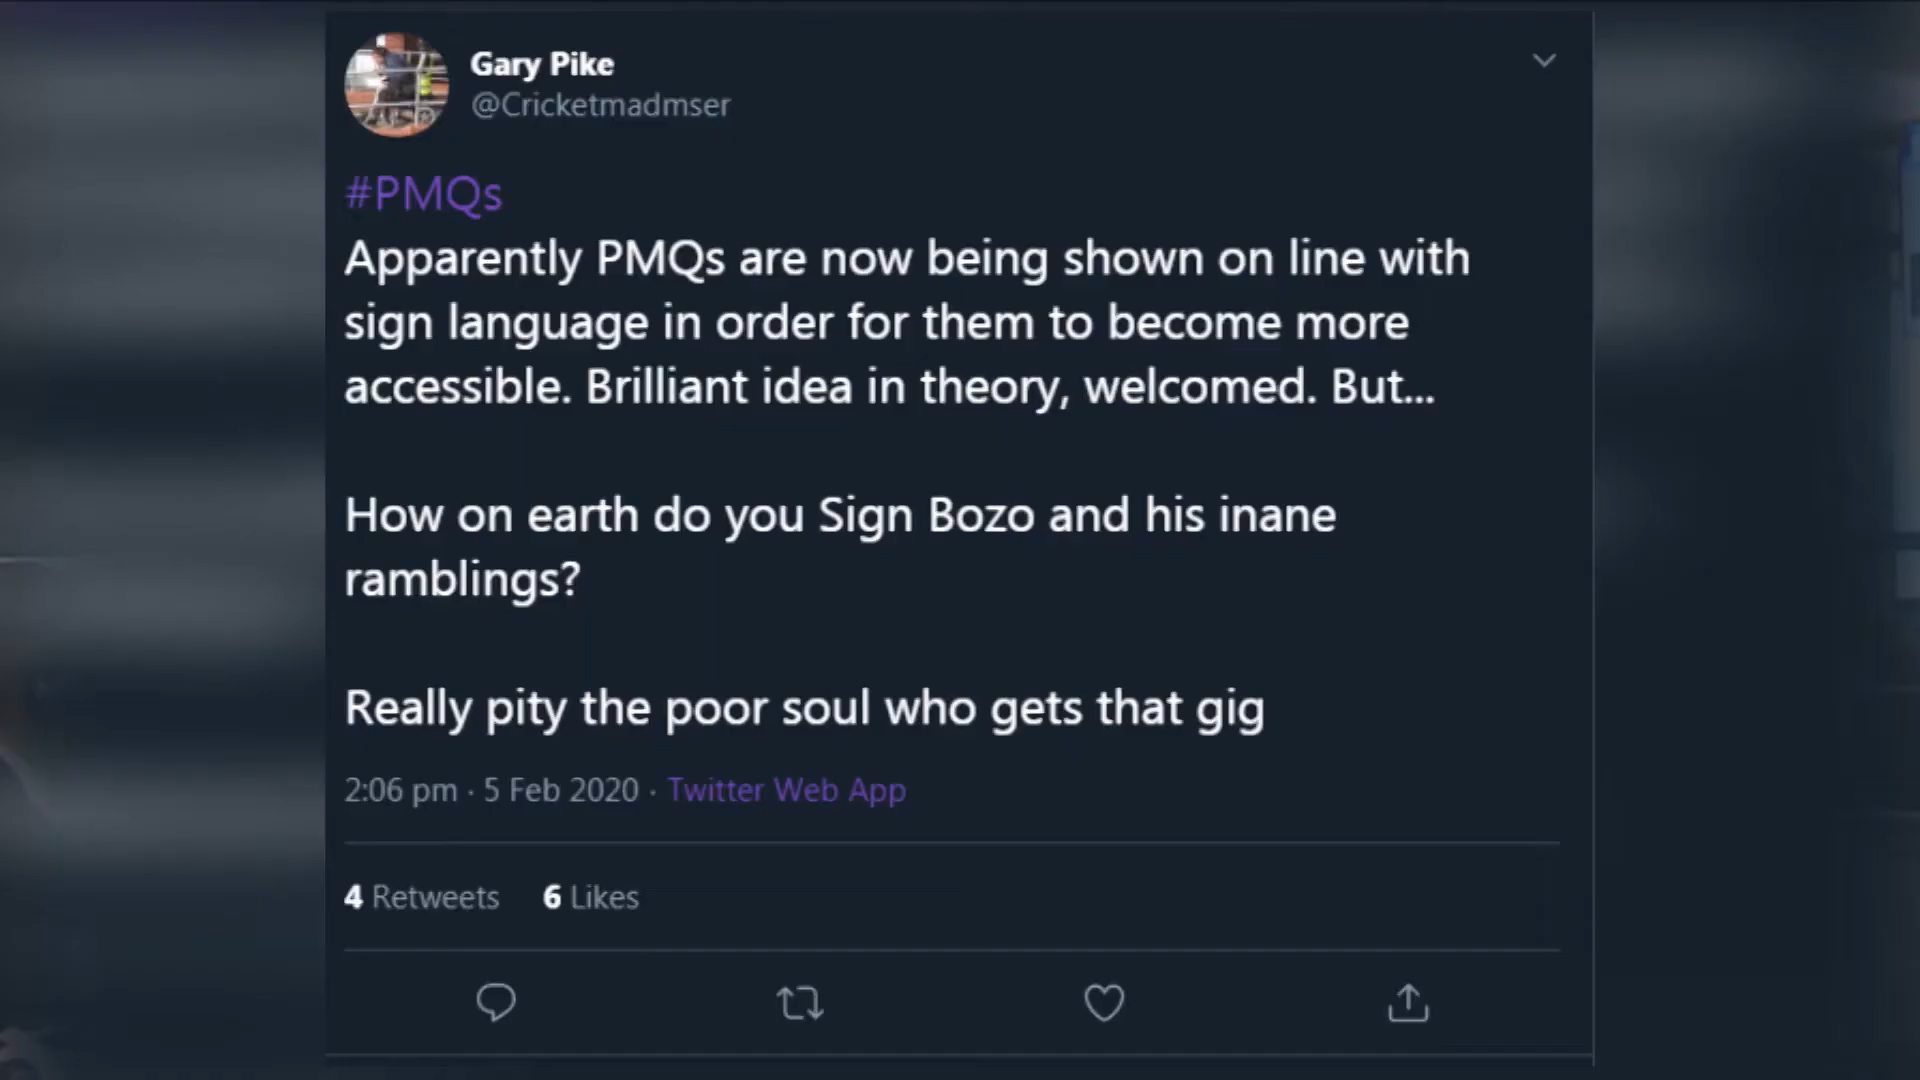 Gary Pike
@Cricketmadmser
#PMQs
Apparently PMQs are now being shown on line with
sign language in order for them to become more
accessible. Brilliant idea in theory, welcomed. But...
How on earth do you Sign Bozo and his inane
ramblings?
Really pity the poor soul who gets that gig
2:06 pm · 5 Feb 2020 · Twitter Web App
4 Retweets 6 Likes